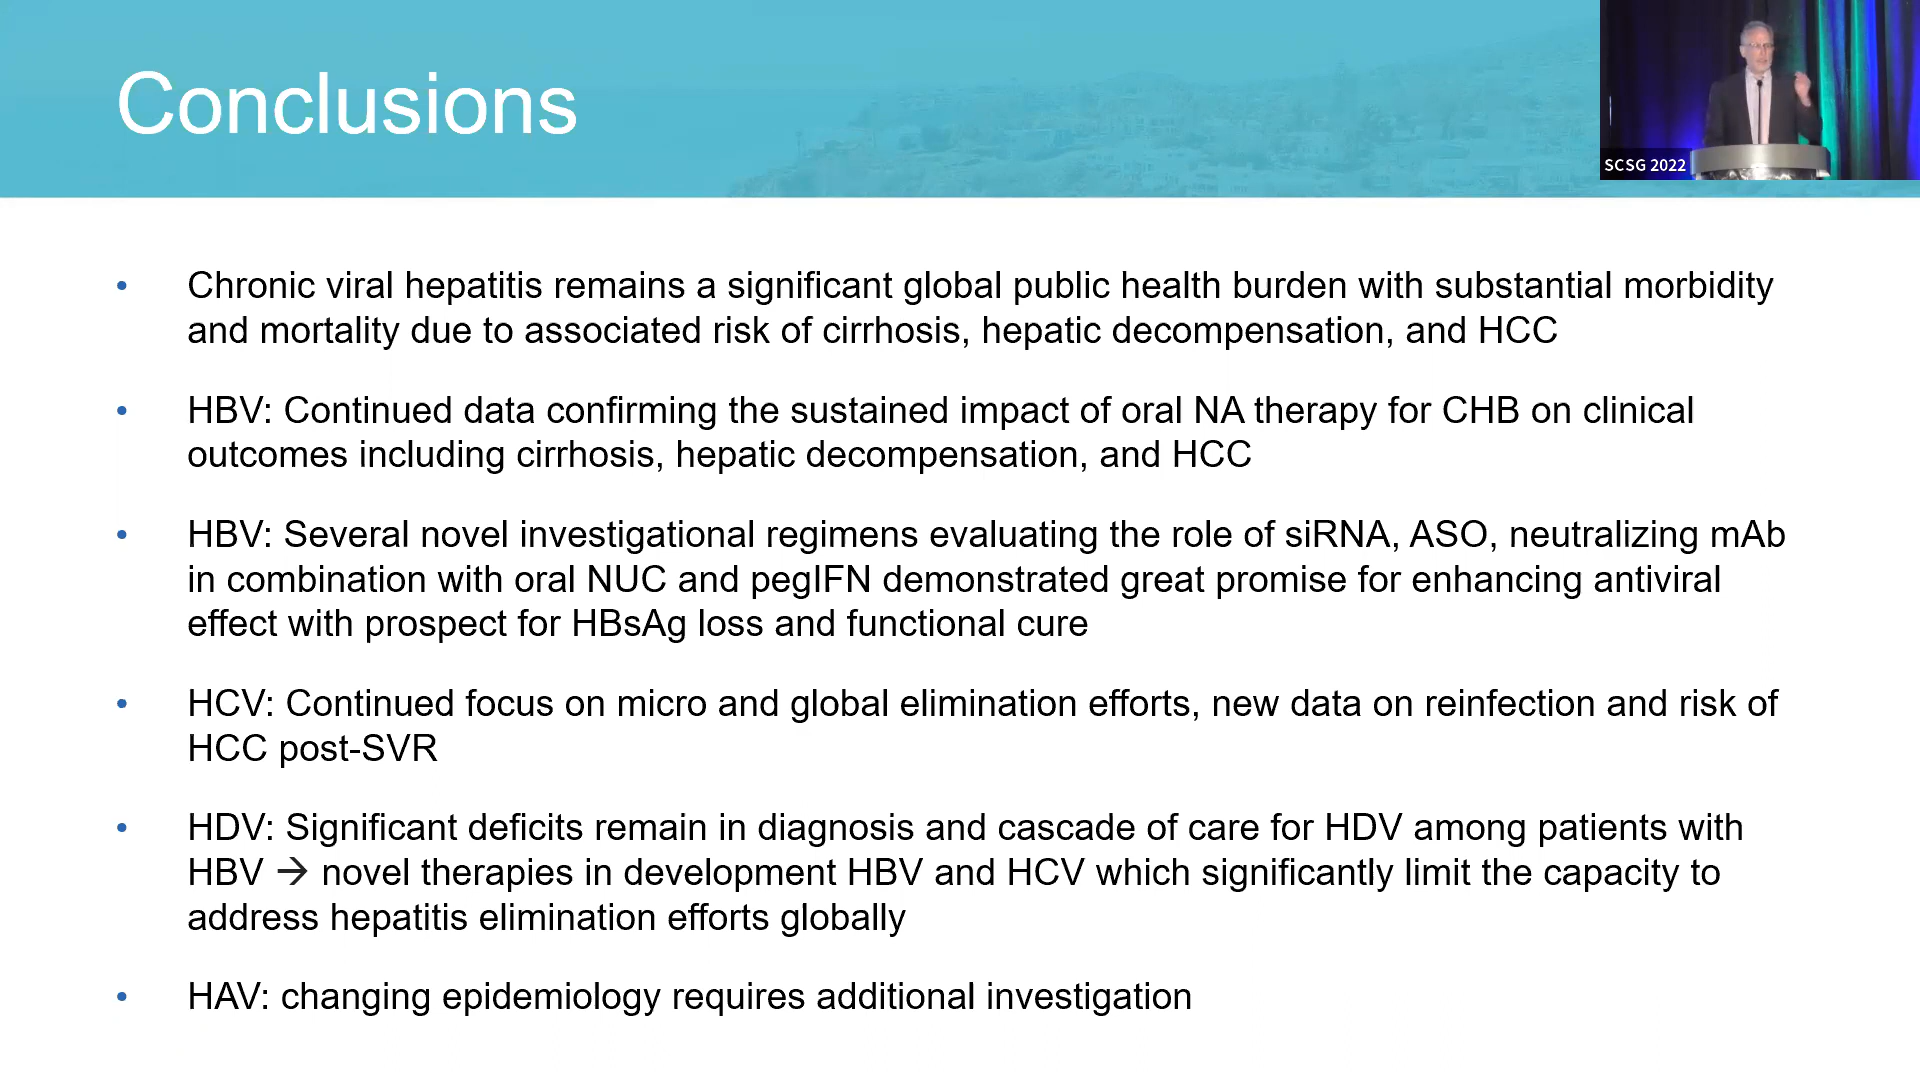 Conclusions
SCSG 2022
• Chronic viral hepatitis remains a significant global public health burden with substantial morbidity
and mortality due to associated risk of cirrhosis, hepatic decompensation, and HCC
• HBV: Continued data confirming the sustained impact of oral NA therapy for CHB on clinical
outcomes including cirrhosis, hepatic decompensation, and HCC
• HBV: Several novel investigational regimens evaluating the role of siRNA, ASO, neutralizing mAb
in combination with oral NUC and pegIFN demonstrated great promise for enhancing antiviral
effect with prospect for HBsAg loss and functional cure
• HCV: Continued focus on micro and global elimination efforts, new data on reinfection and risk of
HCC post-SVR
• HDV: Significant deficits remain in diagnosis and cascade of care for HDV among patients with
HBV → novel therapies in development HBV and HCV which significantly limit the capacity to
address hepatitis elimination efforts globally
• HAV: changing epidemiology requires additional investigation